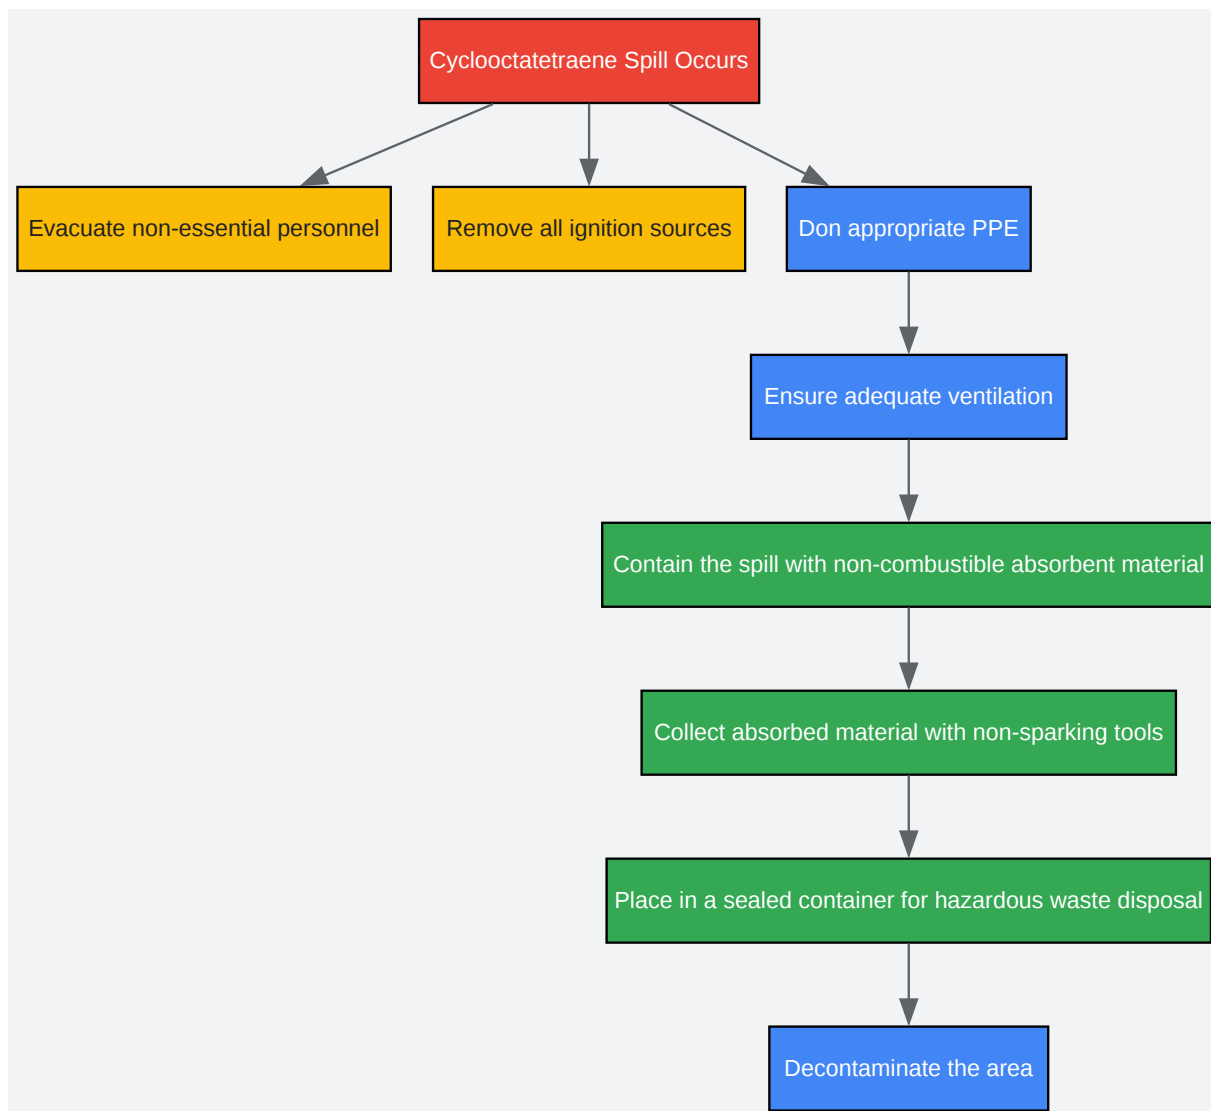 Cyclooctatetraene Spill Occurs
Evacuate non-essential personnel
Remove all ignition sources
Don appropriate PPE
Ensure adequate ventilation
Contain the spill with non-combustible absorbent material
Collect absorbed material with non-sparking tools
Place in a sealed container for hazardous waste disposal
Decontaminate the area